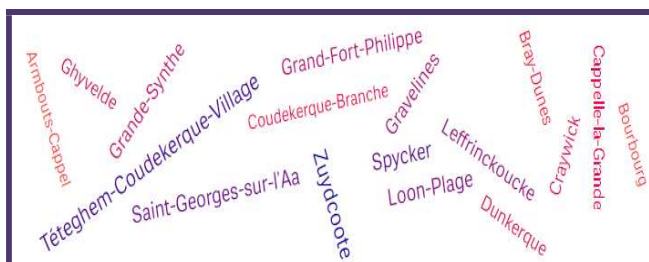 Armbouts-Cappel
Ghyvelde
Grande-Synthe
Téteghem-Coudekerque-Village
Saint-Georges-sur-l'Aa
Grand-Fort-Philippe
Coudekerque-Branche
Zuydcoote
Gravelines
Spycker
Loon-Plage
Leffrinckoucke
Dunkerque
Bray-Dunes
Craywick
Cappelle-la-Grande
Bourbourg